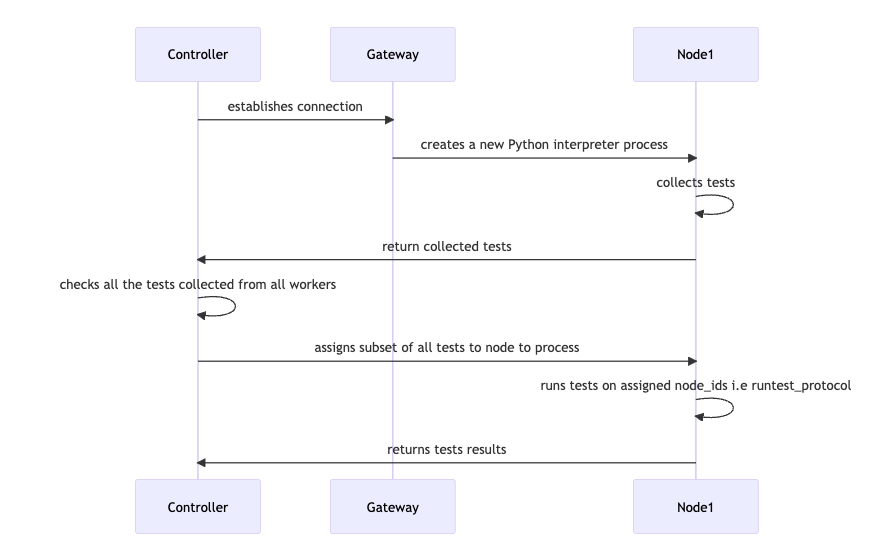 Controller
Gateway
Node1
establishes connection
creates a new Python interpreter process
collects tests
return collected tests
checks all the tests collected from all workers
assigns subset of all tests to node to process
runs tests on assigned node_ids i.e runtest_protocol
returns tests results
Controller
Gateway
Node1